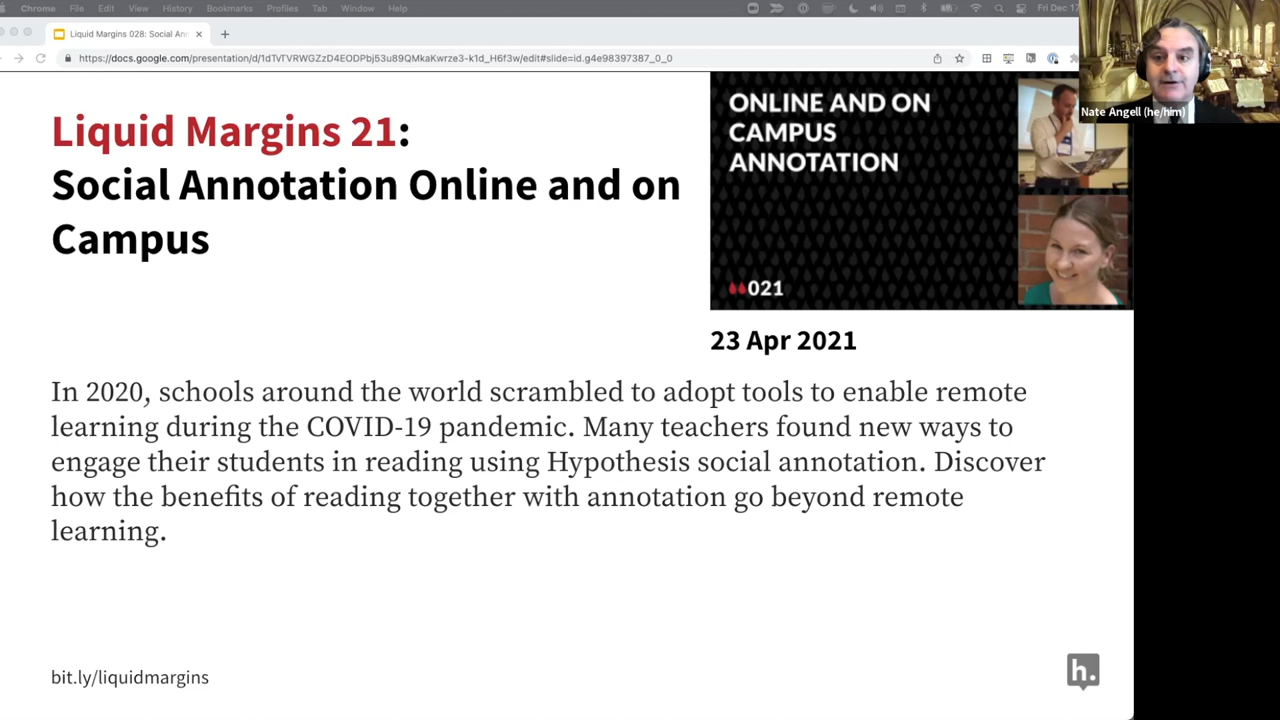 Chrome File Edit View History Bookmarks Profiles Tab Window Help Fri Dec 17
Liquid Margins 028: Social Ann
https://docs.google.com/presentation/d/1dTvTVRWGZzD4EODPbj53u89QMkaKwrze3-k1d_H6f3w/edit#slide=id.g4e98397387_0_0
Nate Angell (he/him)
Liquid Margins 21:
Social Annotation Online and on
Campus
ONLINE AND ON
CAMPUS
ANNOTATION
021
23 Apr 2021
In 2020, schools around the world scrambled to adopt tools to enable remote
learning during the COVID-19 pandemic. Many teachers found new ways to
engage their students in reading using Hypothesis social annotation. Discover
how the benefits of reading together with annotation go beyond remote
learning.
bit.ly/liquidmargins
h.